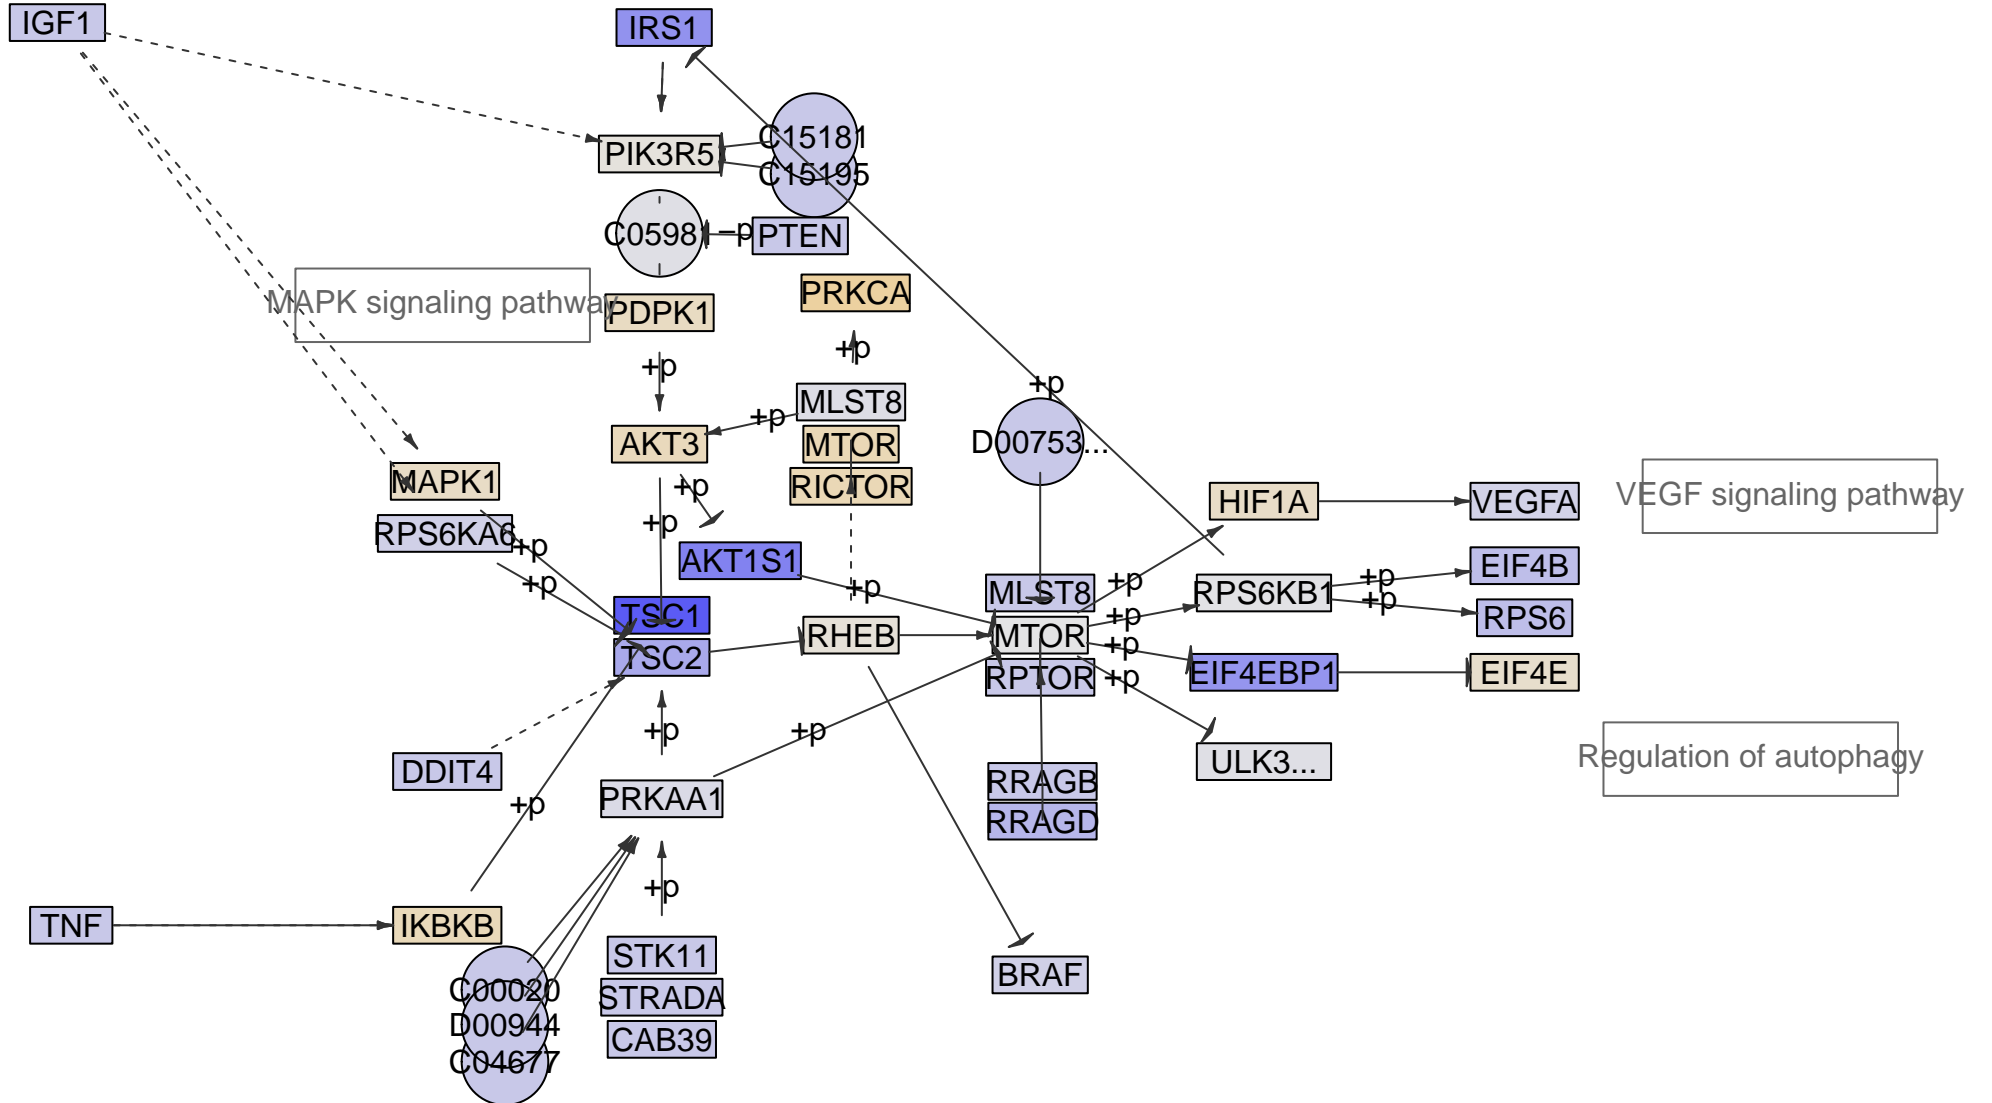 IGF1
IRS1
C15181
PIK3R5
C15195
C05981
−p
PTEN
PRKCA
MAPK signaling pathway
PDPK1
+p
+p
+p
MLST8
+p
AKT3
MTOR
D00753...
MAPK1
RICTOR
+p
HIF1A
VEGFA
VEGF signaling pathway
RPS6KA6
+p
+p
AKT1S1
EIF4B
+p
+p
+p
MLST8
+p
RPS6KB1
+p
+p
TSC1
+p
RPS6
RHEB
MTOR
+p
TSC2
RPTOR
+p
EIF4EBP1
EIF4E
+p
+p
ULK3...
Regulation of autophagy
DDIT4
RRAGB
PRKAA1
+p
RRAGD
+p
TNF
IKBKB
STK11
BRAF
C00020
STRADA
D00944
CAB39
C04677